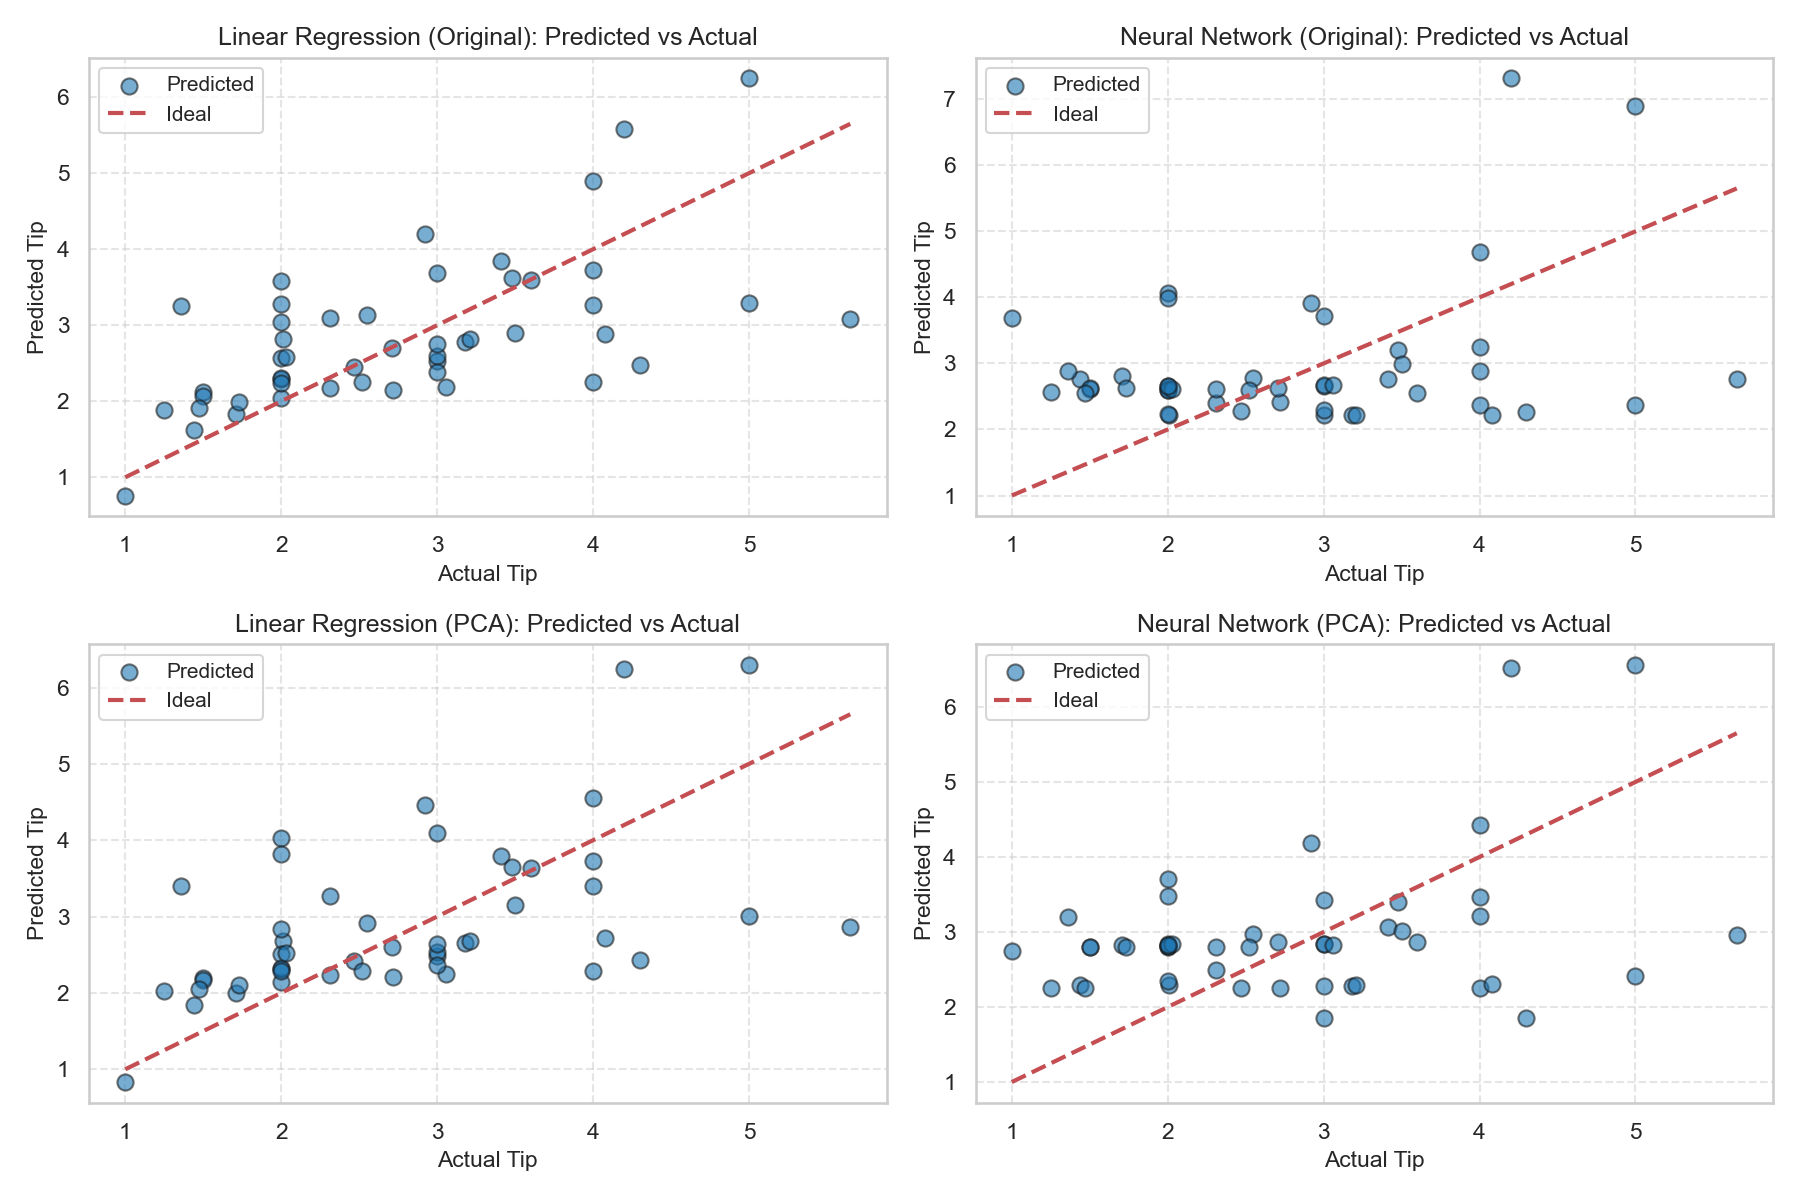 Linear Regression (Original): Predicted vs Actual
Predicted
Ideal
6
5
4
3
2
1
Predicted Tip
1 2 3 4 5
Actual Tip
Neural Network (Original): Predicted vs Actual
Predicted
Ideal
7
6
5
4
3
2
1
Predicted Tip
1 2 3 4 5
Actual Tip
Linear Regression (PCA): Predicted vs Actual
Predicted
Ideal
6
5
4
3
2
1
Predicted Tip
1 2 3 4 5
Actual Tip
Neural Network (PCA): Predicted vs Actual
Predicted
Ideal
6
5
4
3
2
1
Predicted Tip
1 2 3 4 5
Actual Tip